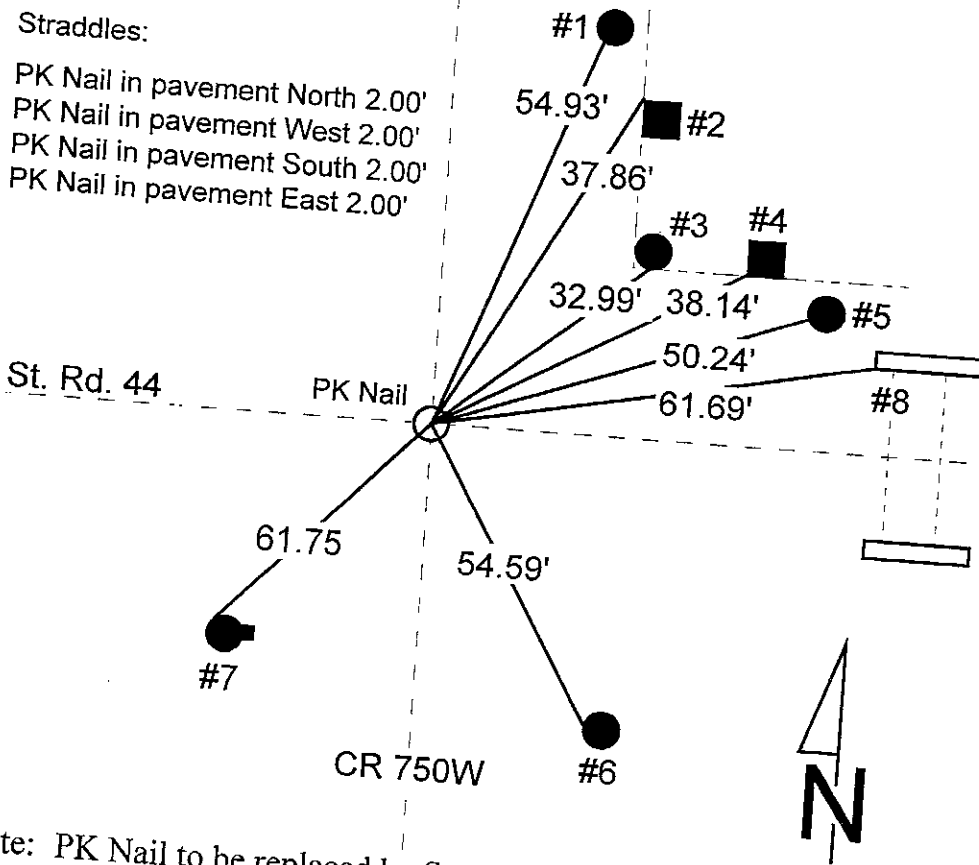 Straddles:
PK Nail in pavement North 2.00'
PK Nail in pavement West 2.00'
PK Nail in pavement South 2.00'
PK Nail in pavement East 2.00'
#1
54.93'
#2
37.86'
#3
#4
32.99'
38.14'
#5
50.24'
St. Rd. 44
PK Nail
61.69'
#8
61.75
54.59'
#7
CR 750W
#6
N
te: PK Nail to be replaced by